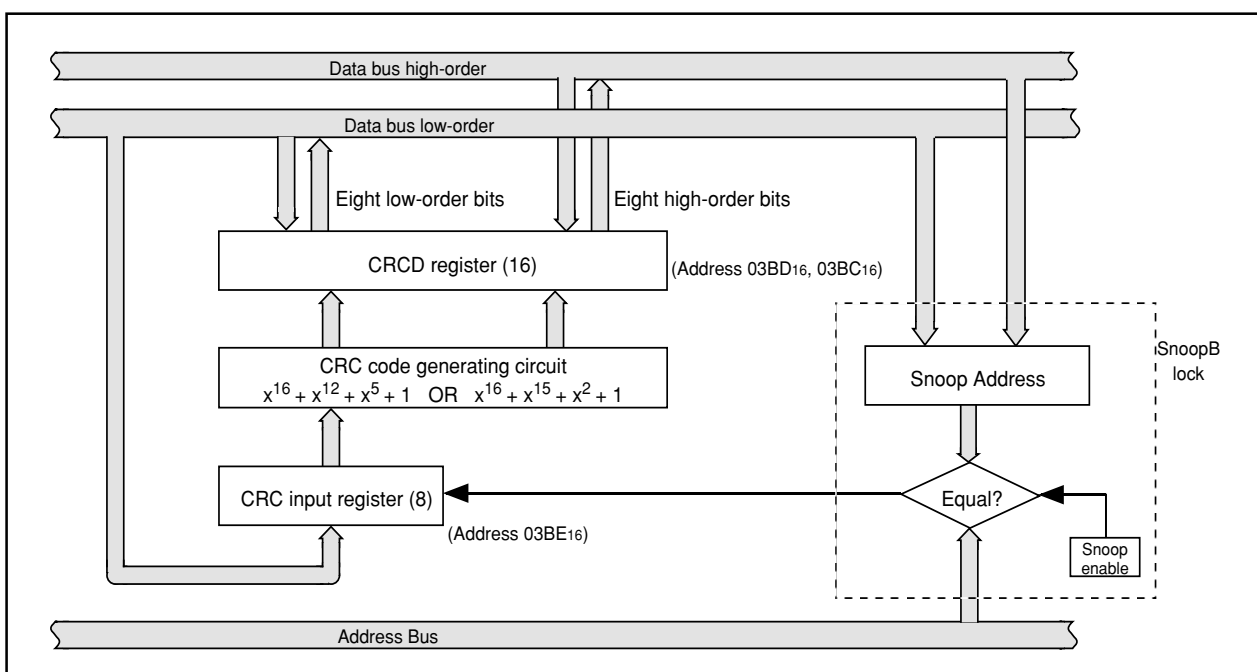 Data bus high-order
Data bus low-order
Eight low-order bits
Eight high-order bits
CRCD register (16)
(Address 03BD₁₆, 03BC₁₆)
CRC code generating circuit
x¹⁶ + x¹² + x⁵ + 1 OR x¹⁶ + x¹⁵ + x² + 1
SnoopB
lock
Snoop Address
CRC input register (8)
(Address 03BE₁₆)
Equal?
Snoop
enable
Address Bus